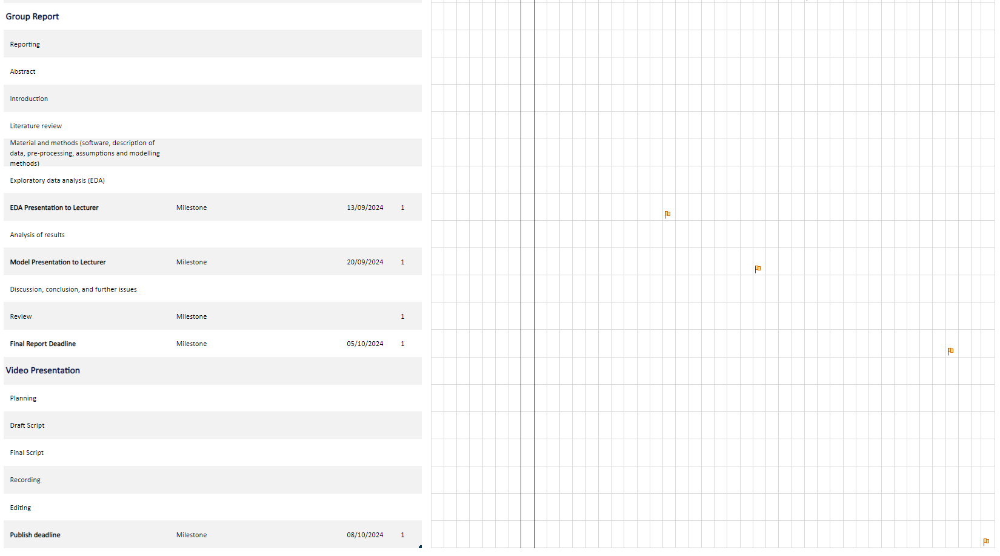 Group Report
Reporting
Abstract
Introduction
Literature review
Material and methods (software, description of
data, pre-processing, assumptions and modelling
methods)
Exploratory data analysis (EDA)
EDA Presentation to Lecturer Milestone 13/09/2024 1
Analysis of results
Model Presentation to Lecturer Milestone 20/09/2024 1
Discussion, conclusion, and further issues
Review Milestone 1
Final Report Deadline Milestone 05/10/2024 1
Video Presentation
Planning
Draft Script
Final Script
Recording
Editing
Publish deadline Milestone 08/10/2024 1